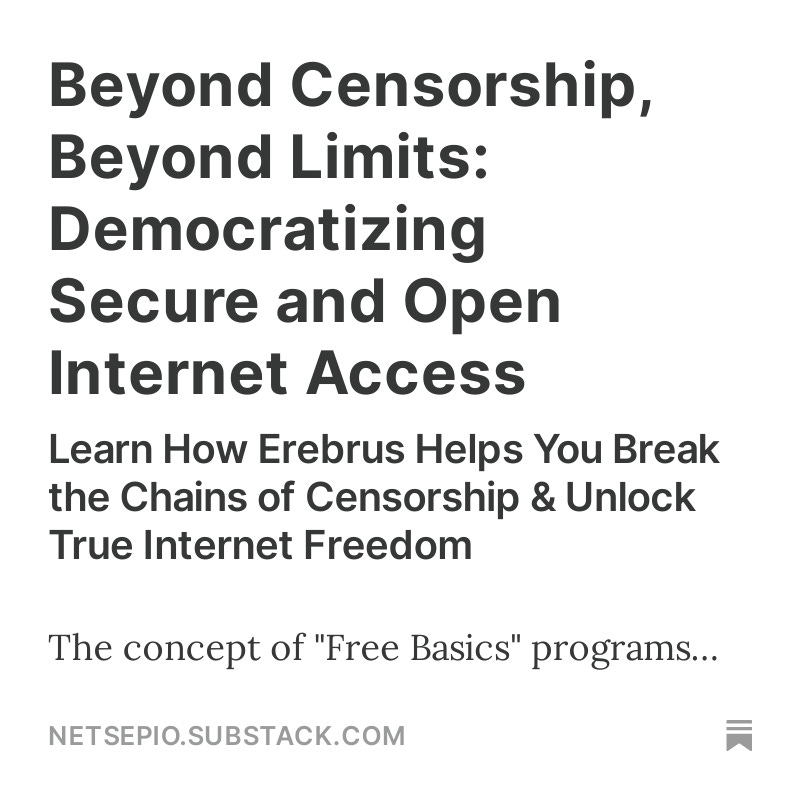 Beyond Censorship,
Beyond Limits:
Democratizing
Secure and Open
Internet Access
Learn How Erebrus Helps You Break
the Chains of Censorship & Unlock
True Internet Freedom
The concept of "Free Basics" programs...
NETSEPIO.SUBSTACK.COM